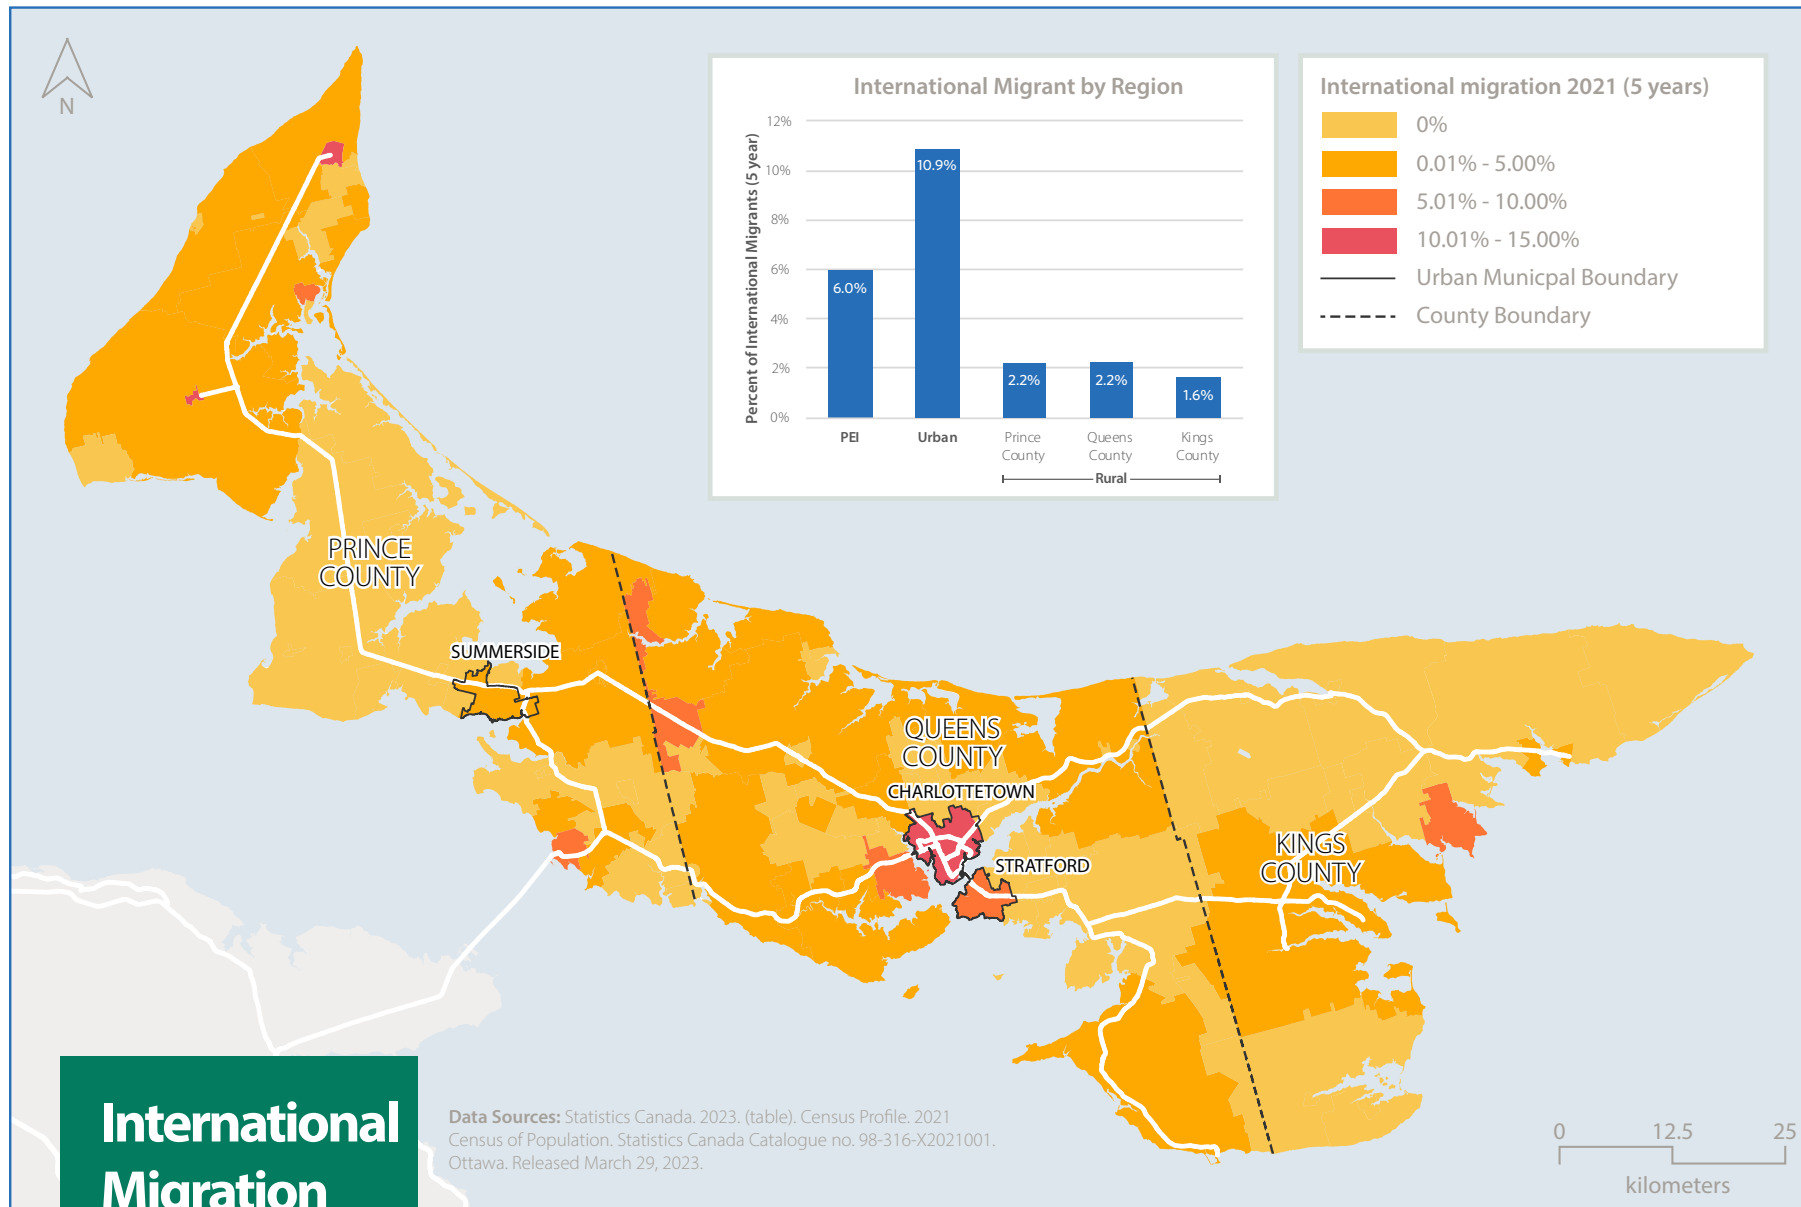 N
International Migrant by Region
Percent of International Migrants (5 year)
12%
10%
8%
6%
4%
2%
0%
6.0%
10.9%
2.2%
2.2%
1.6%
PEI
Urban
Prince
County
Queens
County
Kings
County
Rural
International migration 2021 (5 years)
0%
0.01% - 5.00%
5.01% - 10.00%
10.01% - 15.00%
Urban Municpal Boundary
County Boundary
PRINCE
COUNTY
SUMMERSIDE
QUEENS
COUNTY
CHARLOTTETOWN
STRATFORD
KINGS
COUNTY
International
Migration
Data Sources: Statistics Canada. 2023. (table). Census Profile. 2021
Census of Population. Statistics Canada Catalogue no. 98-316-X2021001.
Ottawa. Released March 29, 2023.
0 12.5 25
kilometers